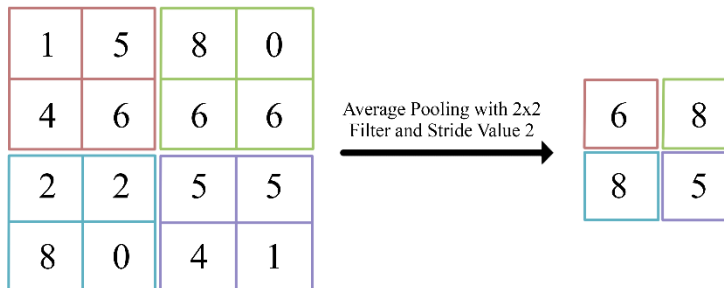 1 5 8 0
4 6 6 6
2 2 5 5
8 0 4 1
Average Pooling with 2x2
Filter and Stride Value 2
6 8
8 5